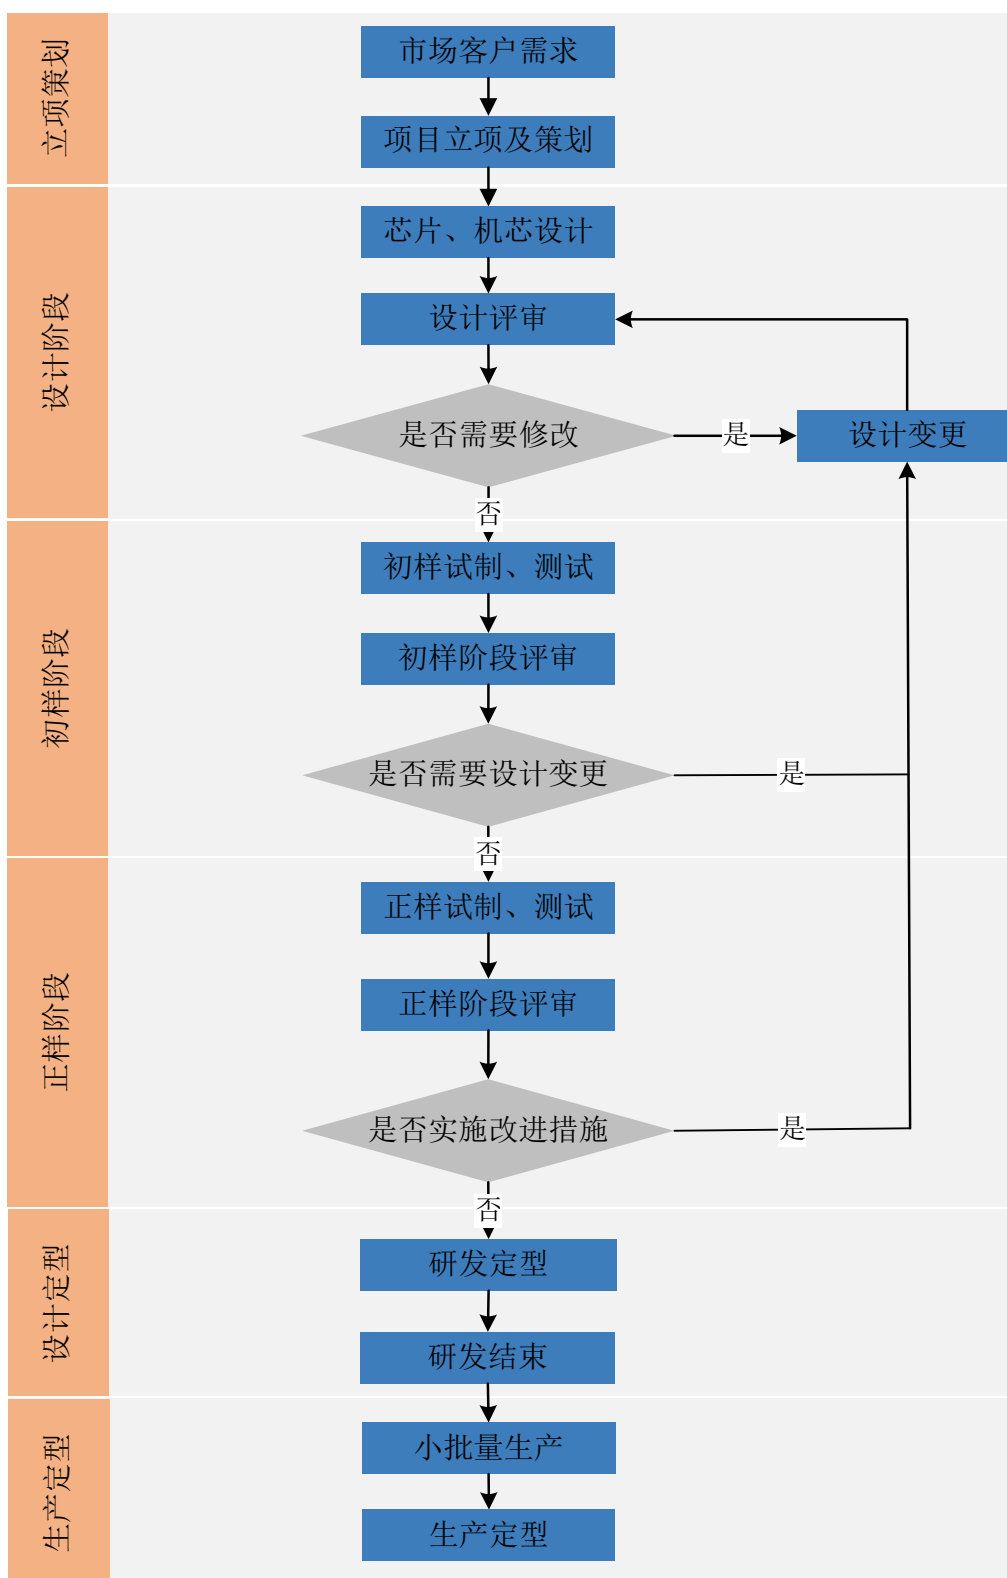 立项策划
市场客户需求
项目立项及策划
设计阶段
芯片、机芯设计
设计评审
是否需要修改
是
设计变更
否
初样阶段
初样试制、测试
初样阶段评审
是否需要设计变更
是
否
正样阶段
正样试制、测试
正样阶段评审
是否实施改进措施
是
否
设计定型
研发定型
研发结束
生产定型
小批量生产
生产定型